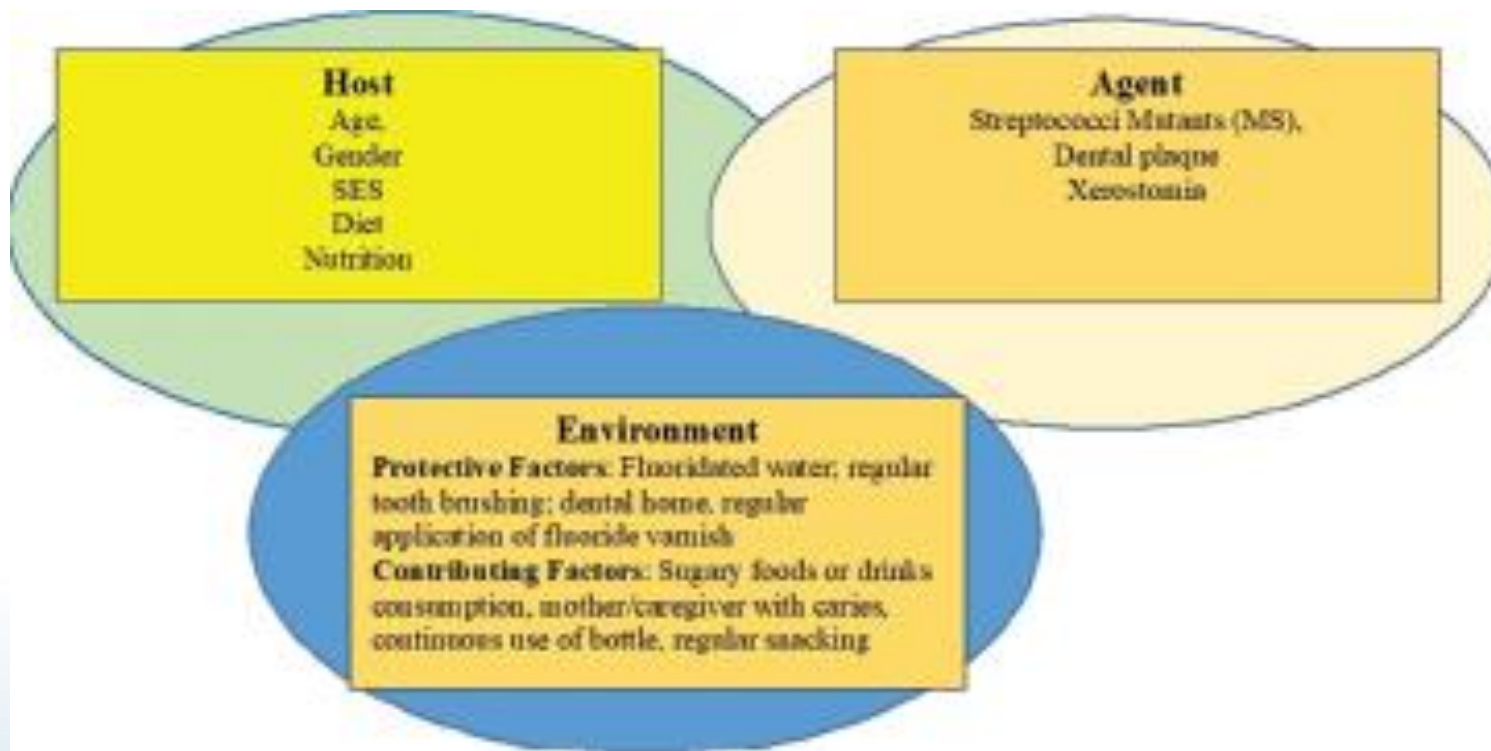 Host
Age,
Gender
SES
Diet
Nutrition
Agent
Streptococci Mutants (MS),
Dental plaque
Xerostomia
Environment
Protective Factors: Fluoridated water; regular
tooth brushing; dental home, regular
application of fluoride varnish
Contributing Factors: Sugary foods or drinks
consumption, mother/caregiver with caries,
continuous use of bottle, regular snacking